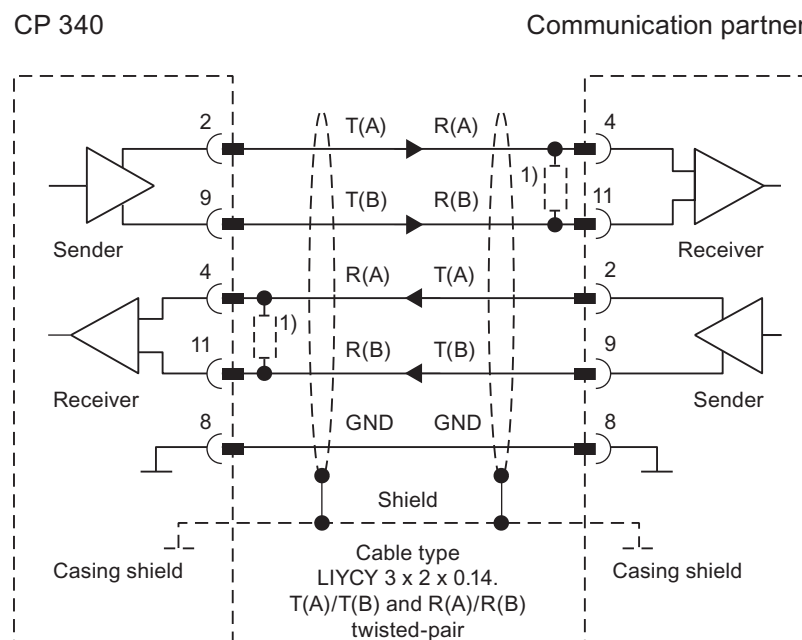 CP 340
Communication partner
2 T(A) R(A) 4
1)
9 T(B) R(B) 11
Sender
Receiver
4 R(A) T(A) 2
1)
11 R(B) T(B) 9
Receiver
Sender
8 GND GND 8
Shield
Casing shield
Casing shield
Cable type
LIYCY 3 x 2 x 0.14.
T(A)/T(B) and R(A)/R(B)
twisted-pair